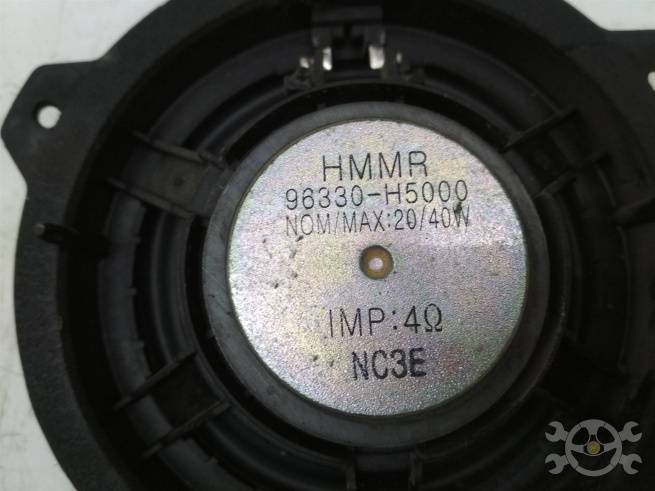 HMMR
96330-H5000
NOM/MAX:20/40W
IMP:4Ω
NC3E